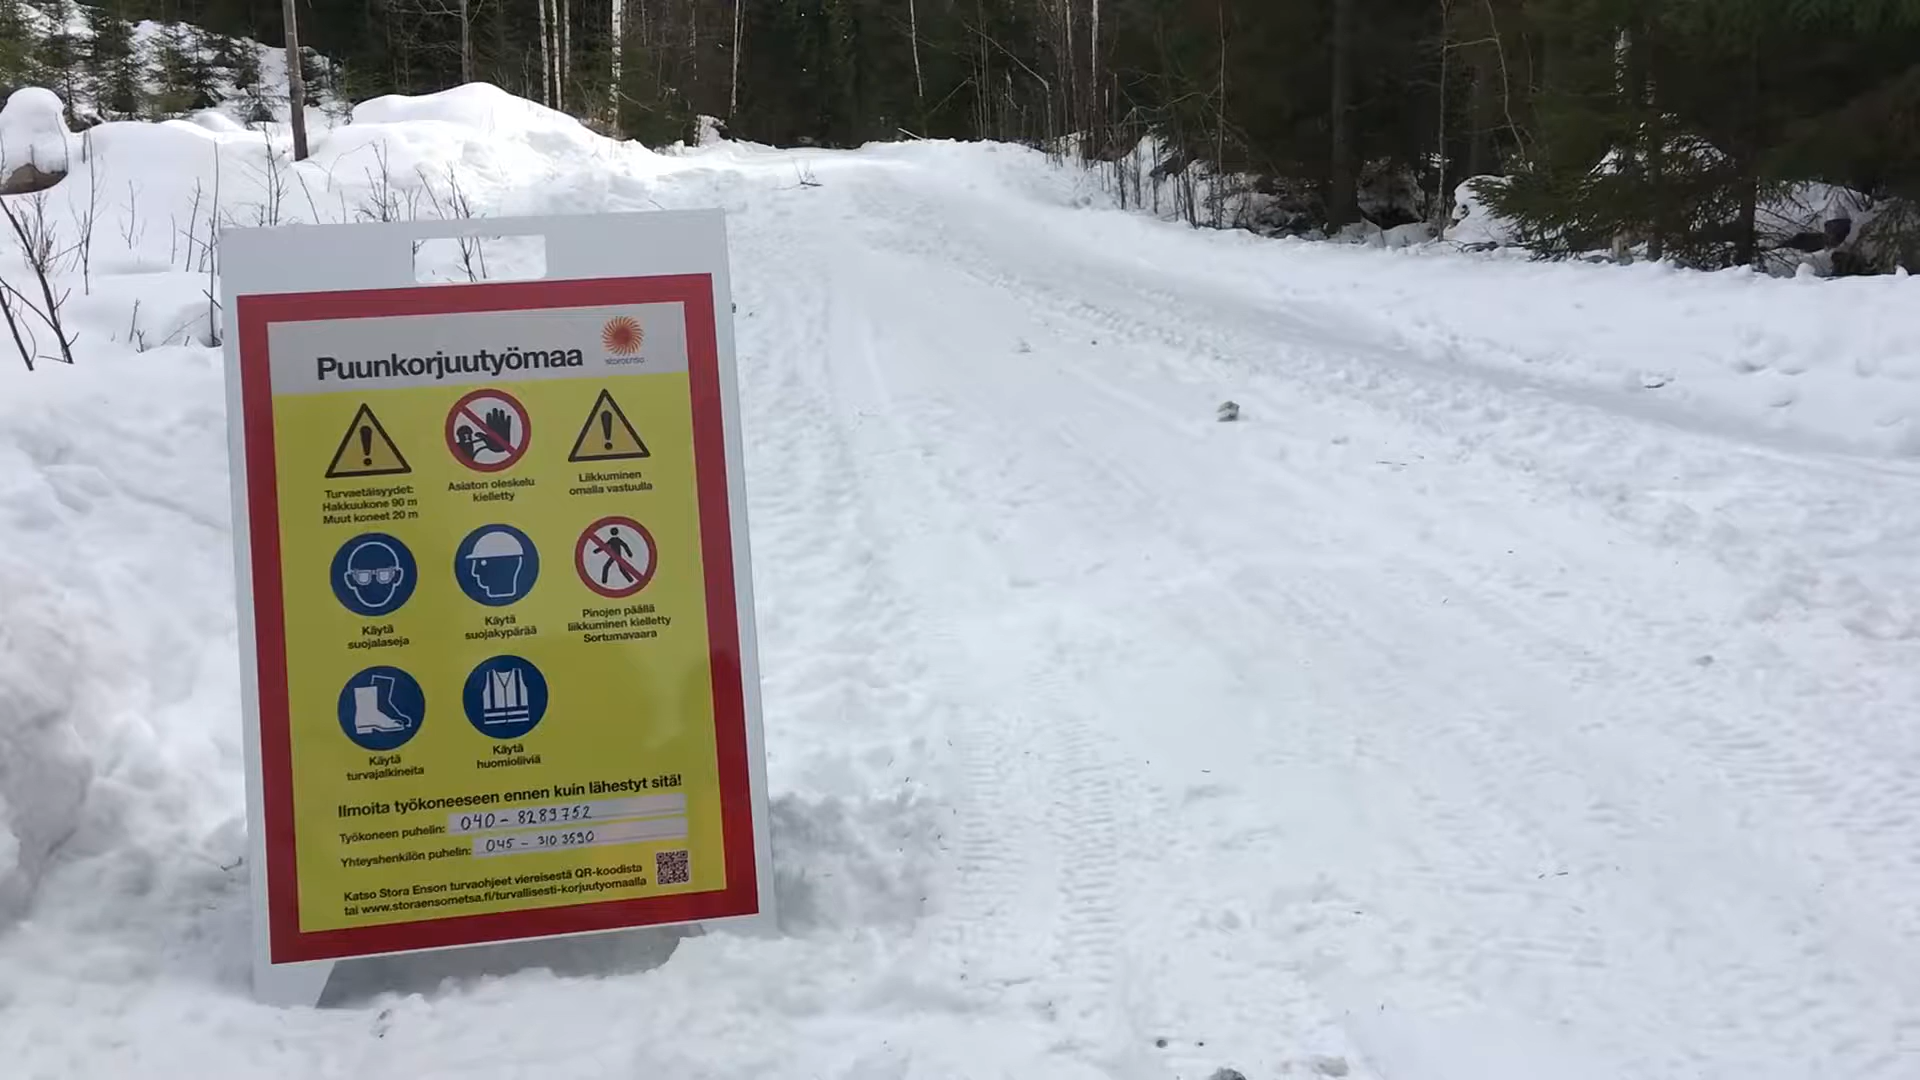 Puunkorjuutyömaa
storaenso
Turvaetäisyydet:
Hakkuukone 90 m
Muut koneet 20 m
Asiaton oleskelu
kielletty
Liikkuminen
omalla vastuulla
Käytä
suojalaseja
Käytä
suojakypärää
Pinojen päällä
liikkuminen kielletty
Sortumavaara
Käytä
turvajalkineita
Käytä
huomioliiviä
Ilmoita työkoneeseen ennen kuin lähestyt sitä!
Työkoneen puhelin: 040 - 8289752
Yhteyshenkilön puhelin: 045 - 310 3590
Katso Stora Enson turvaohjeet viereisestä QR-koodista
tai www.storaensometsa.fi/turvallisesti-korjuutyomaalla